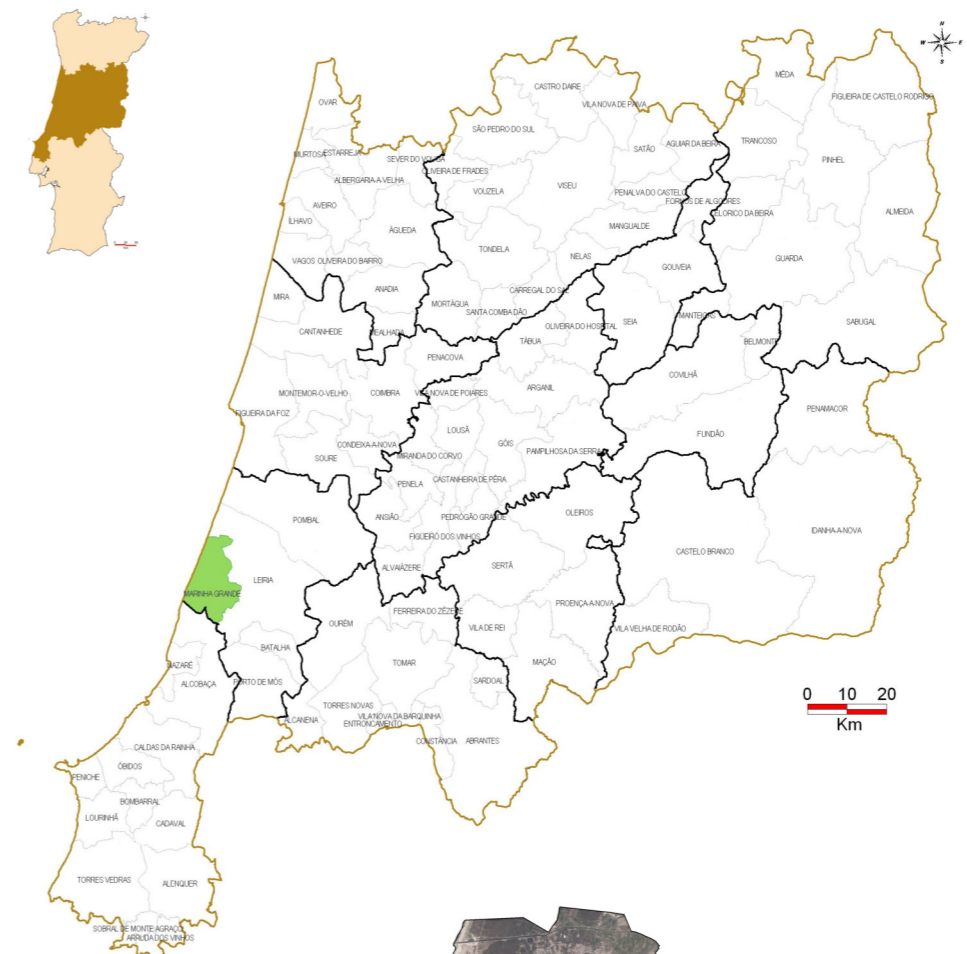 N
W E
S
MÊDA
CASTRO DAIRE
FIGUEIRA DE CASTELO RODRIGO
OVAR
VILA NOVA DE PAIVA
SÃO PEDRO DO SUL
TRANCOSO
AGUIAR DA BEIRA
SATÃO
ESTARREJA
MURTOSA
SEVER DO VOUGA
PINHEL
OLIVEIRA DE FRADES
ALBERGARIA-A-VELHA
VISEU
VOUZELA
PENALVA DO CASTELO
FORNOS DE ALGODRES
AVEIRO
ELORICO DA BEIRA
ALMEIDA
ÍLHAVO
MANGUALDE
ÁGUEDA
TONDELA
NELAS
GUARDA
VAGOS
OLIVEIRA DO BAIRRO
GOUVEIA
ANADIA
CARREGAL DO SAL
MIRA
MORTÁGUA
SANTA COMBA DÃO
MANTEIGAS
SEIA
SABUGAL
OLIVEIRA DO HOSPITAL
CANTANHEDE
MEALHADA
TÁBUA
BELMONTE
PENACOVA
COVILHÃ
ARGANIL
MONTEMOR-O-VELHO
COIMBRA
VILA NOVA DE POIARES
PENAMACOR
FIGUEIRA DA FOZ
LOUSÃ
FUNDÃO
CONDEIXA-A-NOVA
GÓIS
PAMPILHOSA DA SERRA
SOURE
MIRANDA DO CORVO
PENELA
CASTANHEIRA DE PÊRA
OLEIROS
ANSIÃO
PEDRÓGÃO GRANDE
POMBAL
IDANHA-A-NOVA
FIGUEIRÓ DOS VINHOS
CASTELO BRANCO
ALVAIÁZERE
SERTÃ
LEIRIA
MARINHA GRANDE
PROENÇA-A-NOVA
FERREIRA DO ZÊZERE
OURÉM
VILA DE REI
VILA VELHA DE RODÃO
BATALHA
TOMAR
MAÇÃO
NAZARÉ
SARDOAL
ALCOBAÇA
PORTO DE MÓS
0 10 20
Km
TORRES NOVAS
VILA NOVA DA BARQUINHA
ALCANENA
ENTRONCAMENTO
CONSTÂNCIA
ABRANTES
CALDAS DA RAINHA
ÓBIDOS
PENICHE
BOMBARRAL
LOURINHÃ
CADAVAL
TORRES VEDRAS
ALENQUER
SOBRAL DE MONTE AGRAÇO
ARRUDA DOS VINHOS